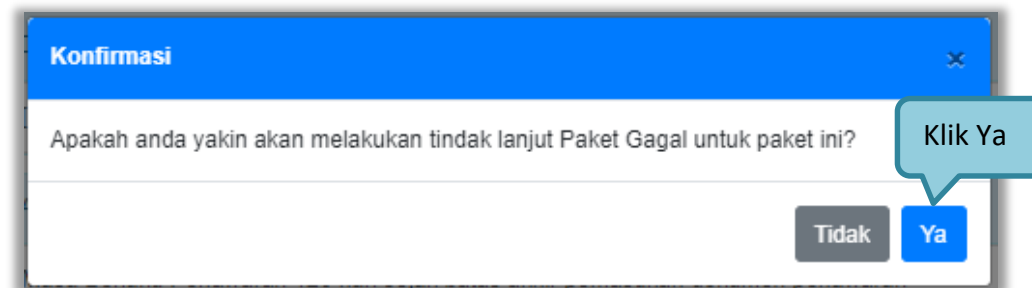 Konfirmasi
×
Apakah anda yakin akan melakukan tindak lanjut Paket Gagal untuk paket ini?
Klik Ya
Tidak
Ya